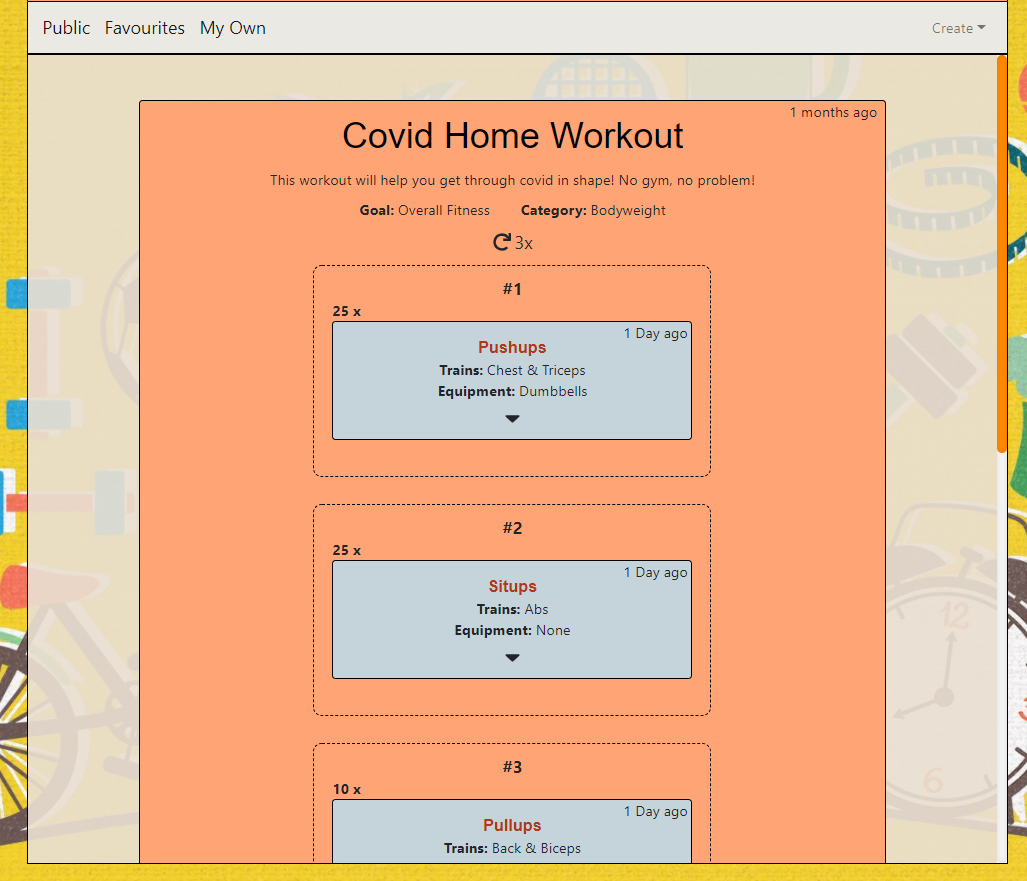 Public Favourites My Own Create
1 months ago
Covid Home Workout
This workout will help you get through covid in shape! No gym, no problem!
Goal: Overall Fitness Category: Bodyweight
3x
#1
25 x
1 Day ago
Pushups
Trains: Chest & Triceps
Equipment: Dumbbells
#2
25 x
1 Day ago
Situps
Trains: Abs
Equipment: None
12
6
#3
10 x
1 Day ago
Pullups
Trains: Back & Biceps